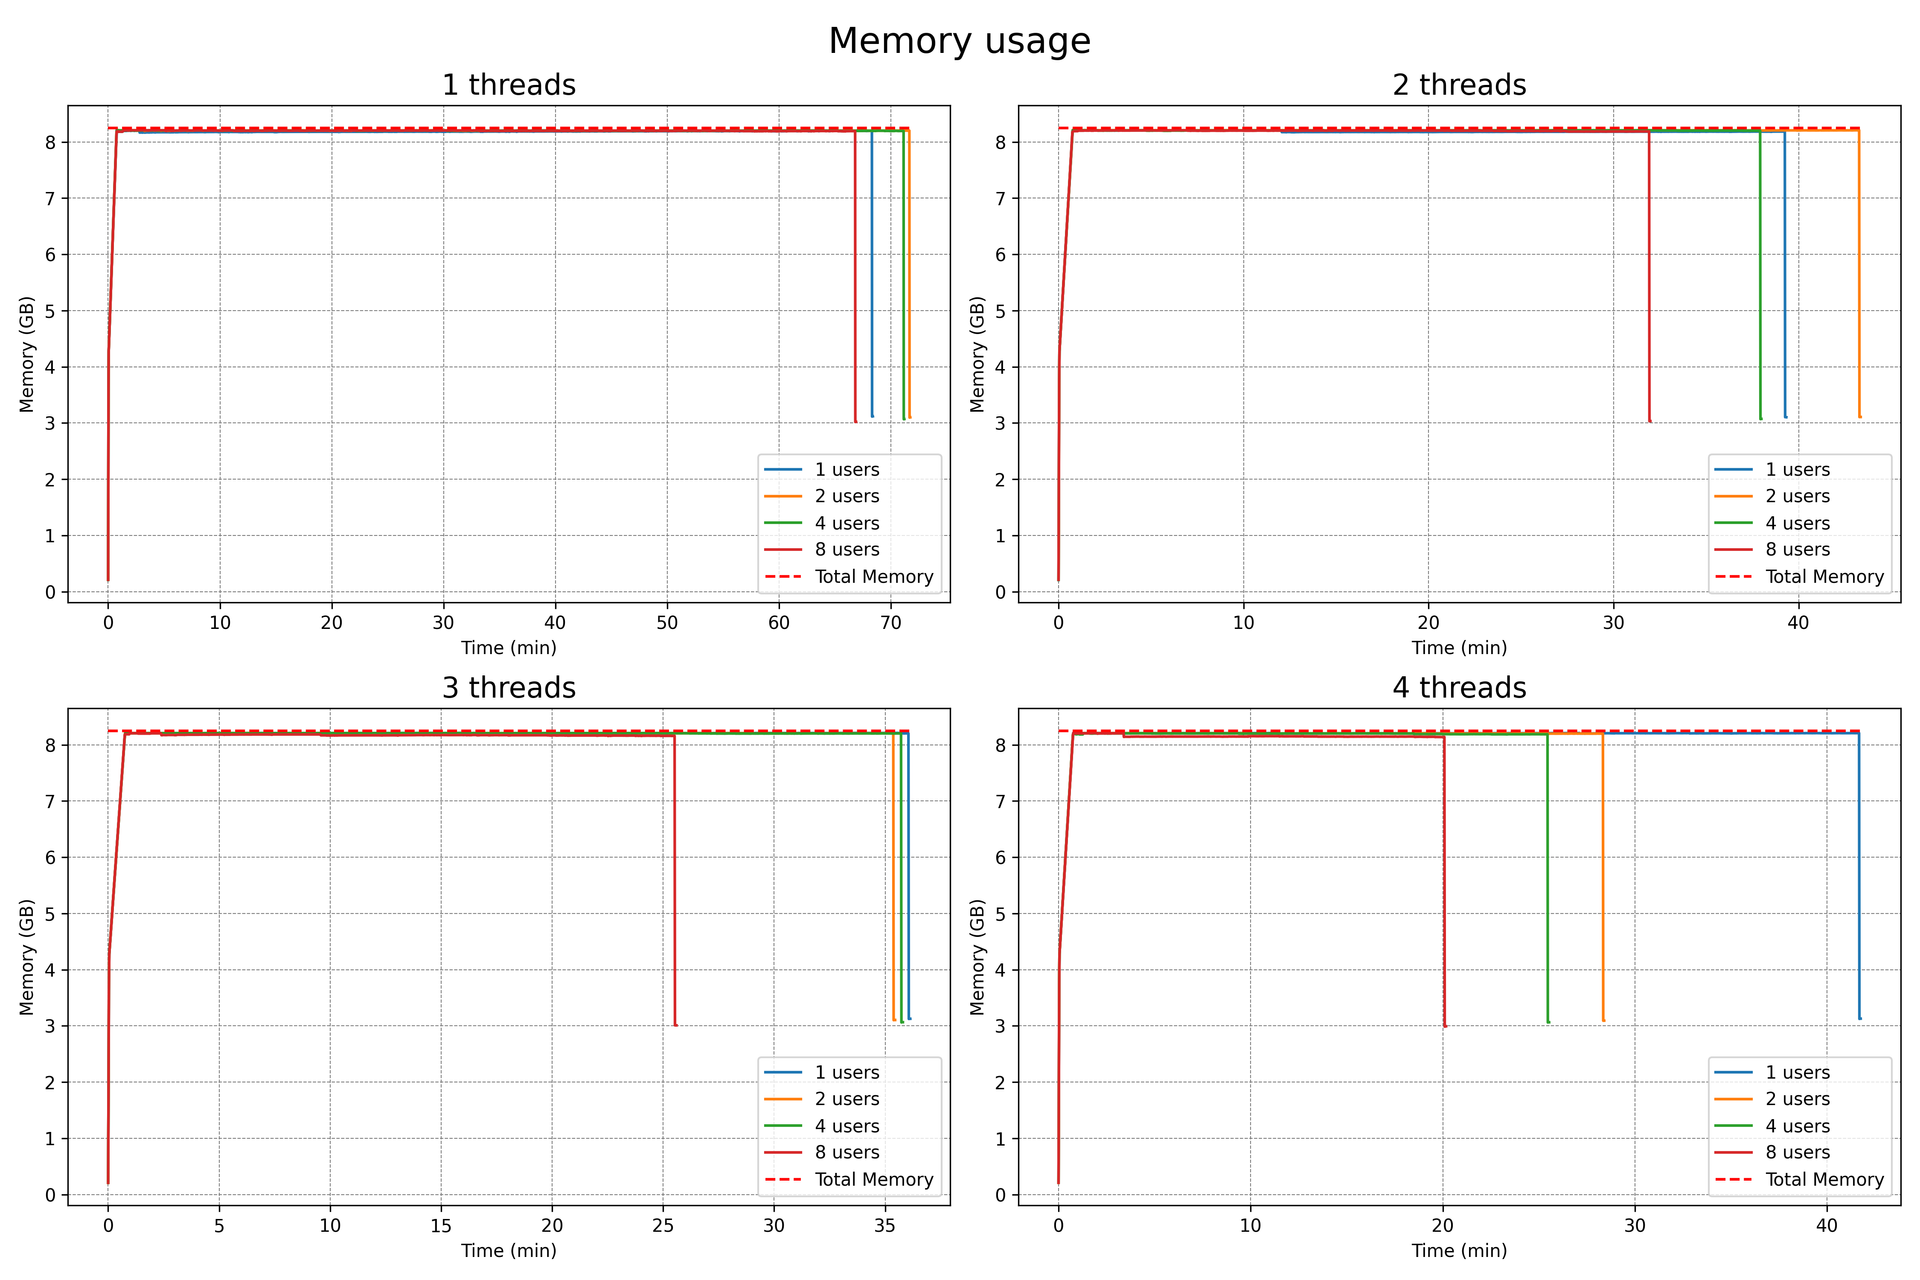 Memory usage
1 threads
Memory (GB)
8
7
6
5
4
3
2
1
0
0 10 20 30 40 50 60 70
Time (min)
1 users
2 users
4 users
8 users
Total Memory
2 threads
Memory (GB)
8
7
6
5
4
3
2
1
0
0 10 20 30 40
Time (min)
1 users
2 users
4 users
8 users
Total Memory
3 threads
Memory (GB)
8
7
6
5
4
3
2
1
0
0 5 10 15 20 25 30 35
Time (min)
1 users
2 users
4 users
8 users
Total Memory
4 threads
Memory (GB)
8
7
6
5
4
3
2
1
0
0 10 20 30 40
Time (min)
1 users
2 users
4 users
8 users
Total Memory